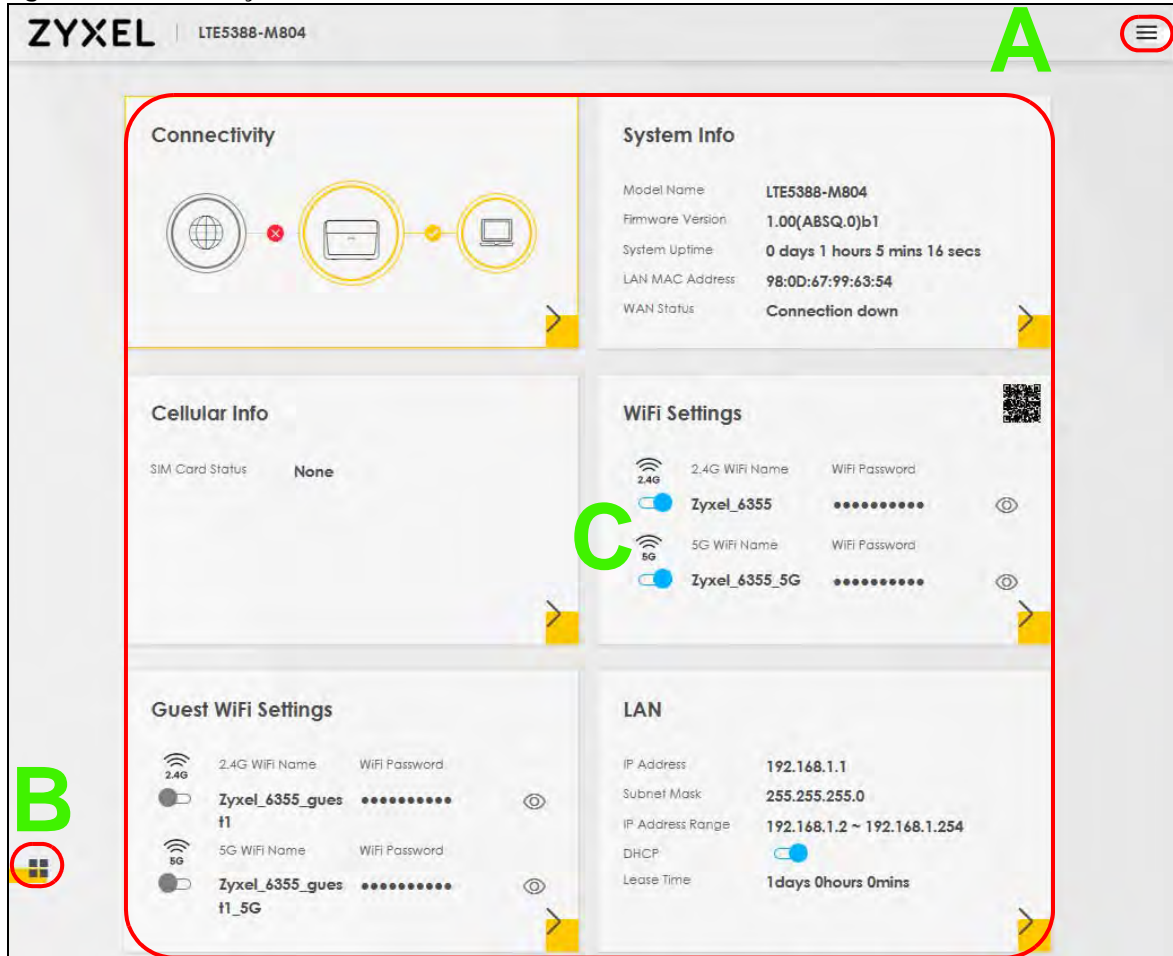 ZYXEL LTE5388-M804
A
Connectivity
System Info
Model Name LTE5388-M804
Firmware Version 1.00(ABSQ.0)b1
System Uptime 0 days 1 hours 5 mins 16 secs
LAN MAC Address 98:0D:67:99:63:54
WAN Status Connection down
Cellular Info
SIM Card Status None
WiFi Settings
2.4G WiFi Name WiFi Password
2.4G
Zyxel_6355 ●●●●●●●●●●
C
5G WiFi Name WiFi Password
5G
Zyxel_6355_5G ●●●●●●●●●●
Guest WiFi Settings
2.4G WiFi Name WiFi Password
2.4G
Zyxel_6355_gues ●●●●●●●●●●
t1
5G WiFi Name WiFi Password
5G
Zyxel_6355_gues ●●●●●●●●●●
t1_5G
B
LAN
IP Address 192.168.1.1
Subnet Mask 255.255.255.0
IP Address Range 192.168.1.2 ~ 192.168.1.254
DHCP
Lease Time 1days 0hours 0mins